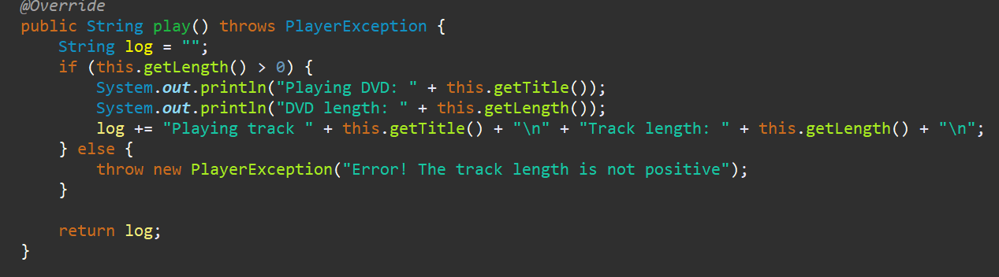 @Override
public String play() throws PlayerException {
    String log = "";
    if (this.getLength() > 0) {
        System.out.println("Playing DVD: " + this.getTitle());
        System.out.println("DVD length: " + this.getLength());
        log += "Playing track " + this.getTitle() + "\n" + "Track length: " + this.getLength() + "\n";
    } else {
        throw new PlayerException("Error! The track length is not positive");
    }
    return log;
}